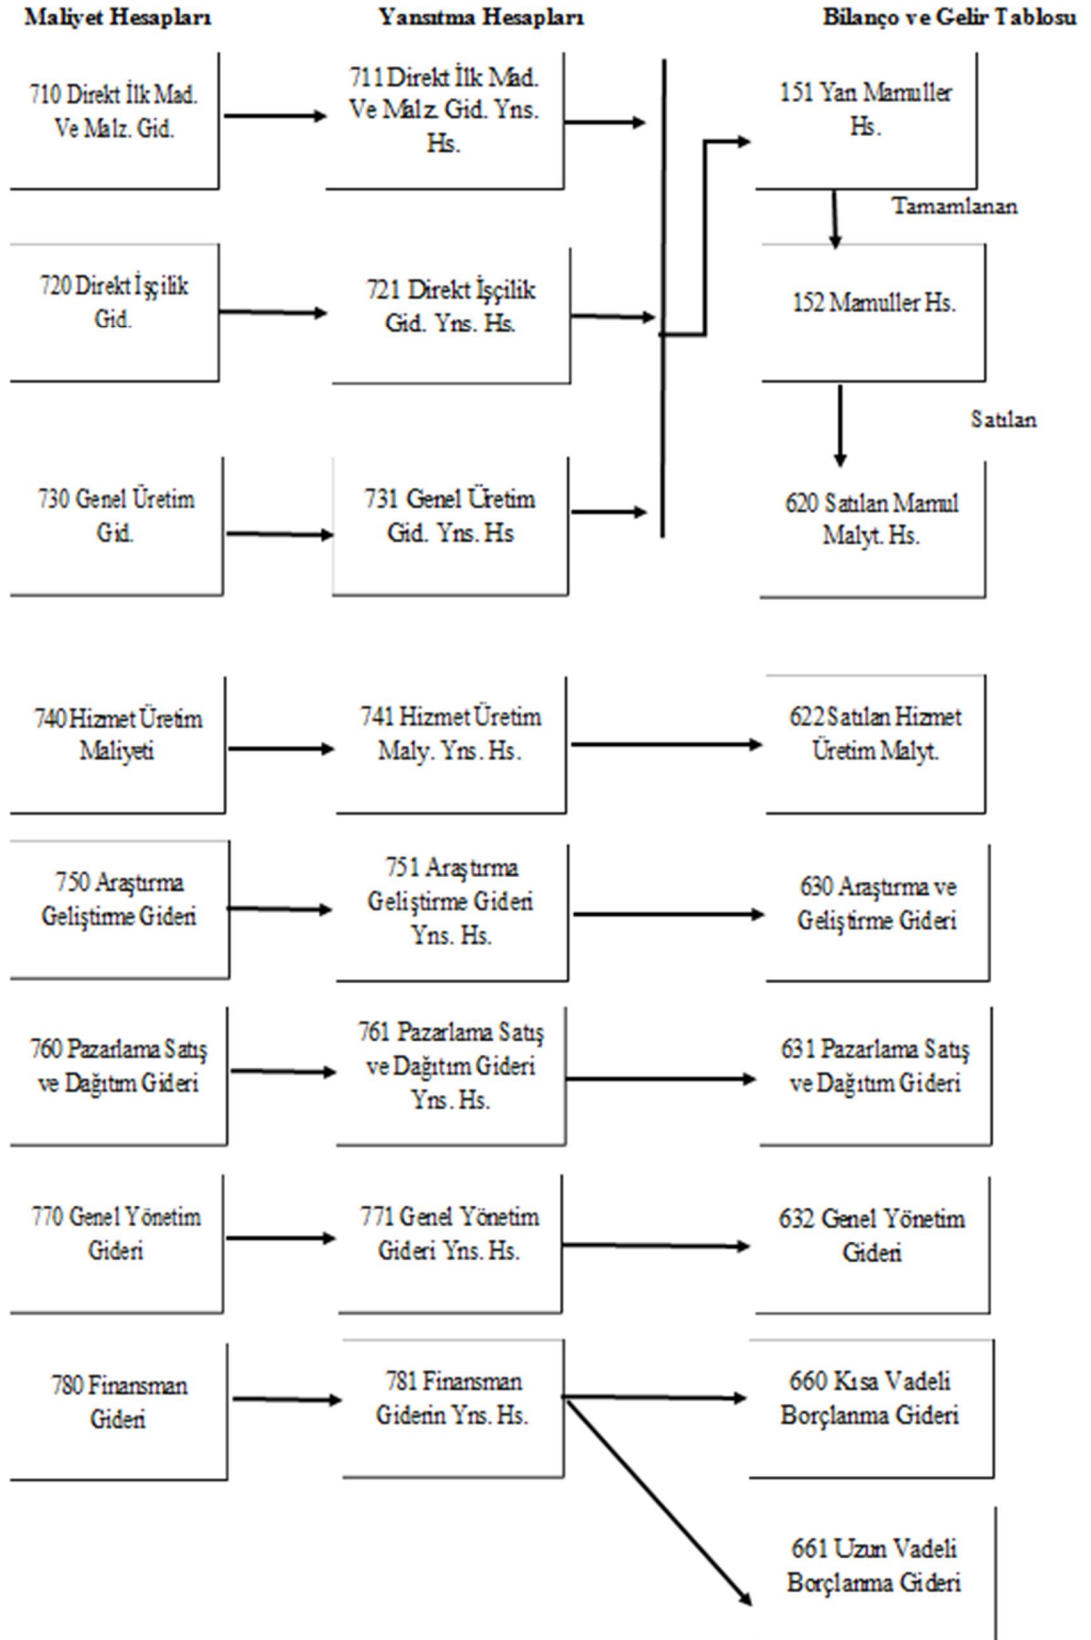 Maliyet Hesapları
Yansıtma Hesapları
Bilanço ve Gelir Tablosu
710 Direkt İlk Mad.
Ve Malz. Gid.
711 Direkt İlk Mad.
Ve Malz. Gid. Yns.
Hs.
151 Yarı Mamuller
Hs.
Tamamlanan
720 Direkt İşçilik
Gid.
721 Direkt İşçilik
Gid. Yns. Hs.
152 Mamuller Hs.
Satılan
730 Genel Üretim
Gid.
731 Genel Üretim
Gid. Yns. Hs
620 Satılan Mamul
Malyt. Hs.
740 Hizmet Üretim
Maliyeti
741 Hizmet Üretim
Maly. Yns. Hs.
622 Satılan Hizmet
Üretim Malyt.
750 Araştırma
Geliştirme Gideri
751 Araştırma
Geliştirme Gideri
Yns. Hs.
630 Araştırma ve
Geliştirme Gideri
760 Pazarlama Satış
ve Dağıtım Gideri
761 Pazarlama Satış
ve Dağıtım Gideri
Yns. Hs.
631 Pazarlama Satış
ve Dağıtım Gideri
770 Genel Yönetim
Gideri
771 Genel Yönetim
Gideri Yns. Hs.
632 Genel Yönetim
Gideri
780 Finansman
Gideri
781 Finansman
Giderin Yns. Hs.
660 Kısa Vadeli
Borçlanma Gideri
661 Uzun Vadeli
Borçlanma Gideri